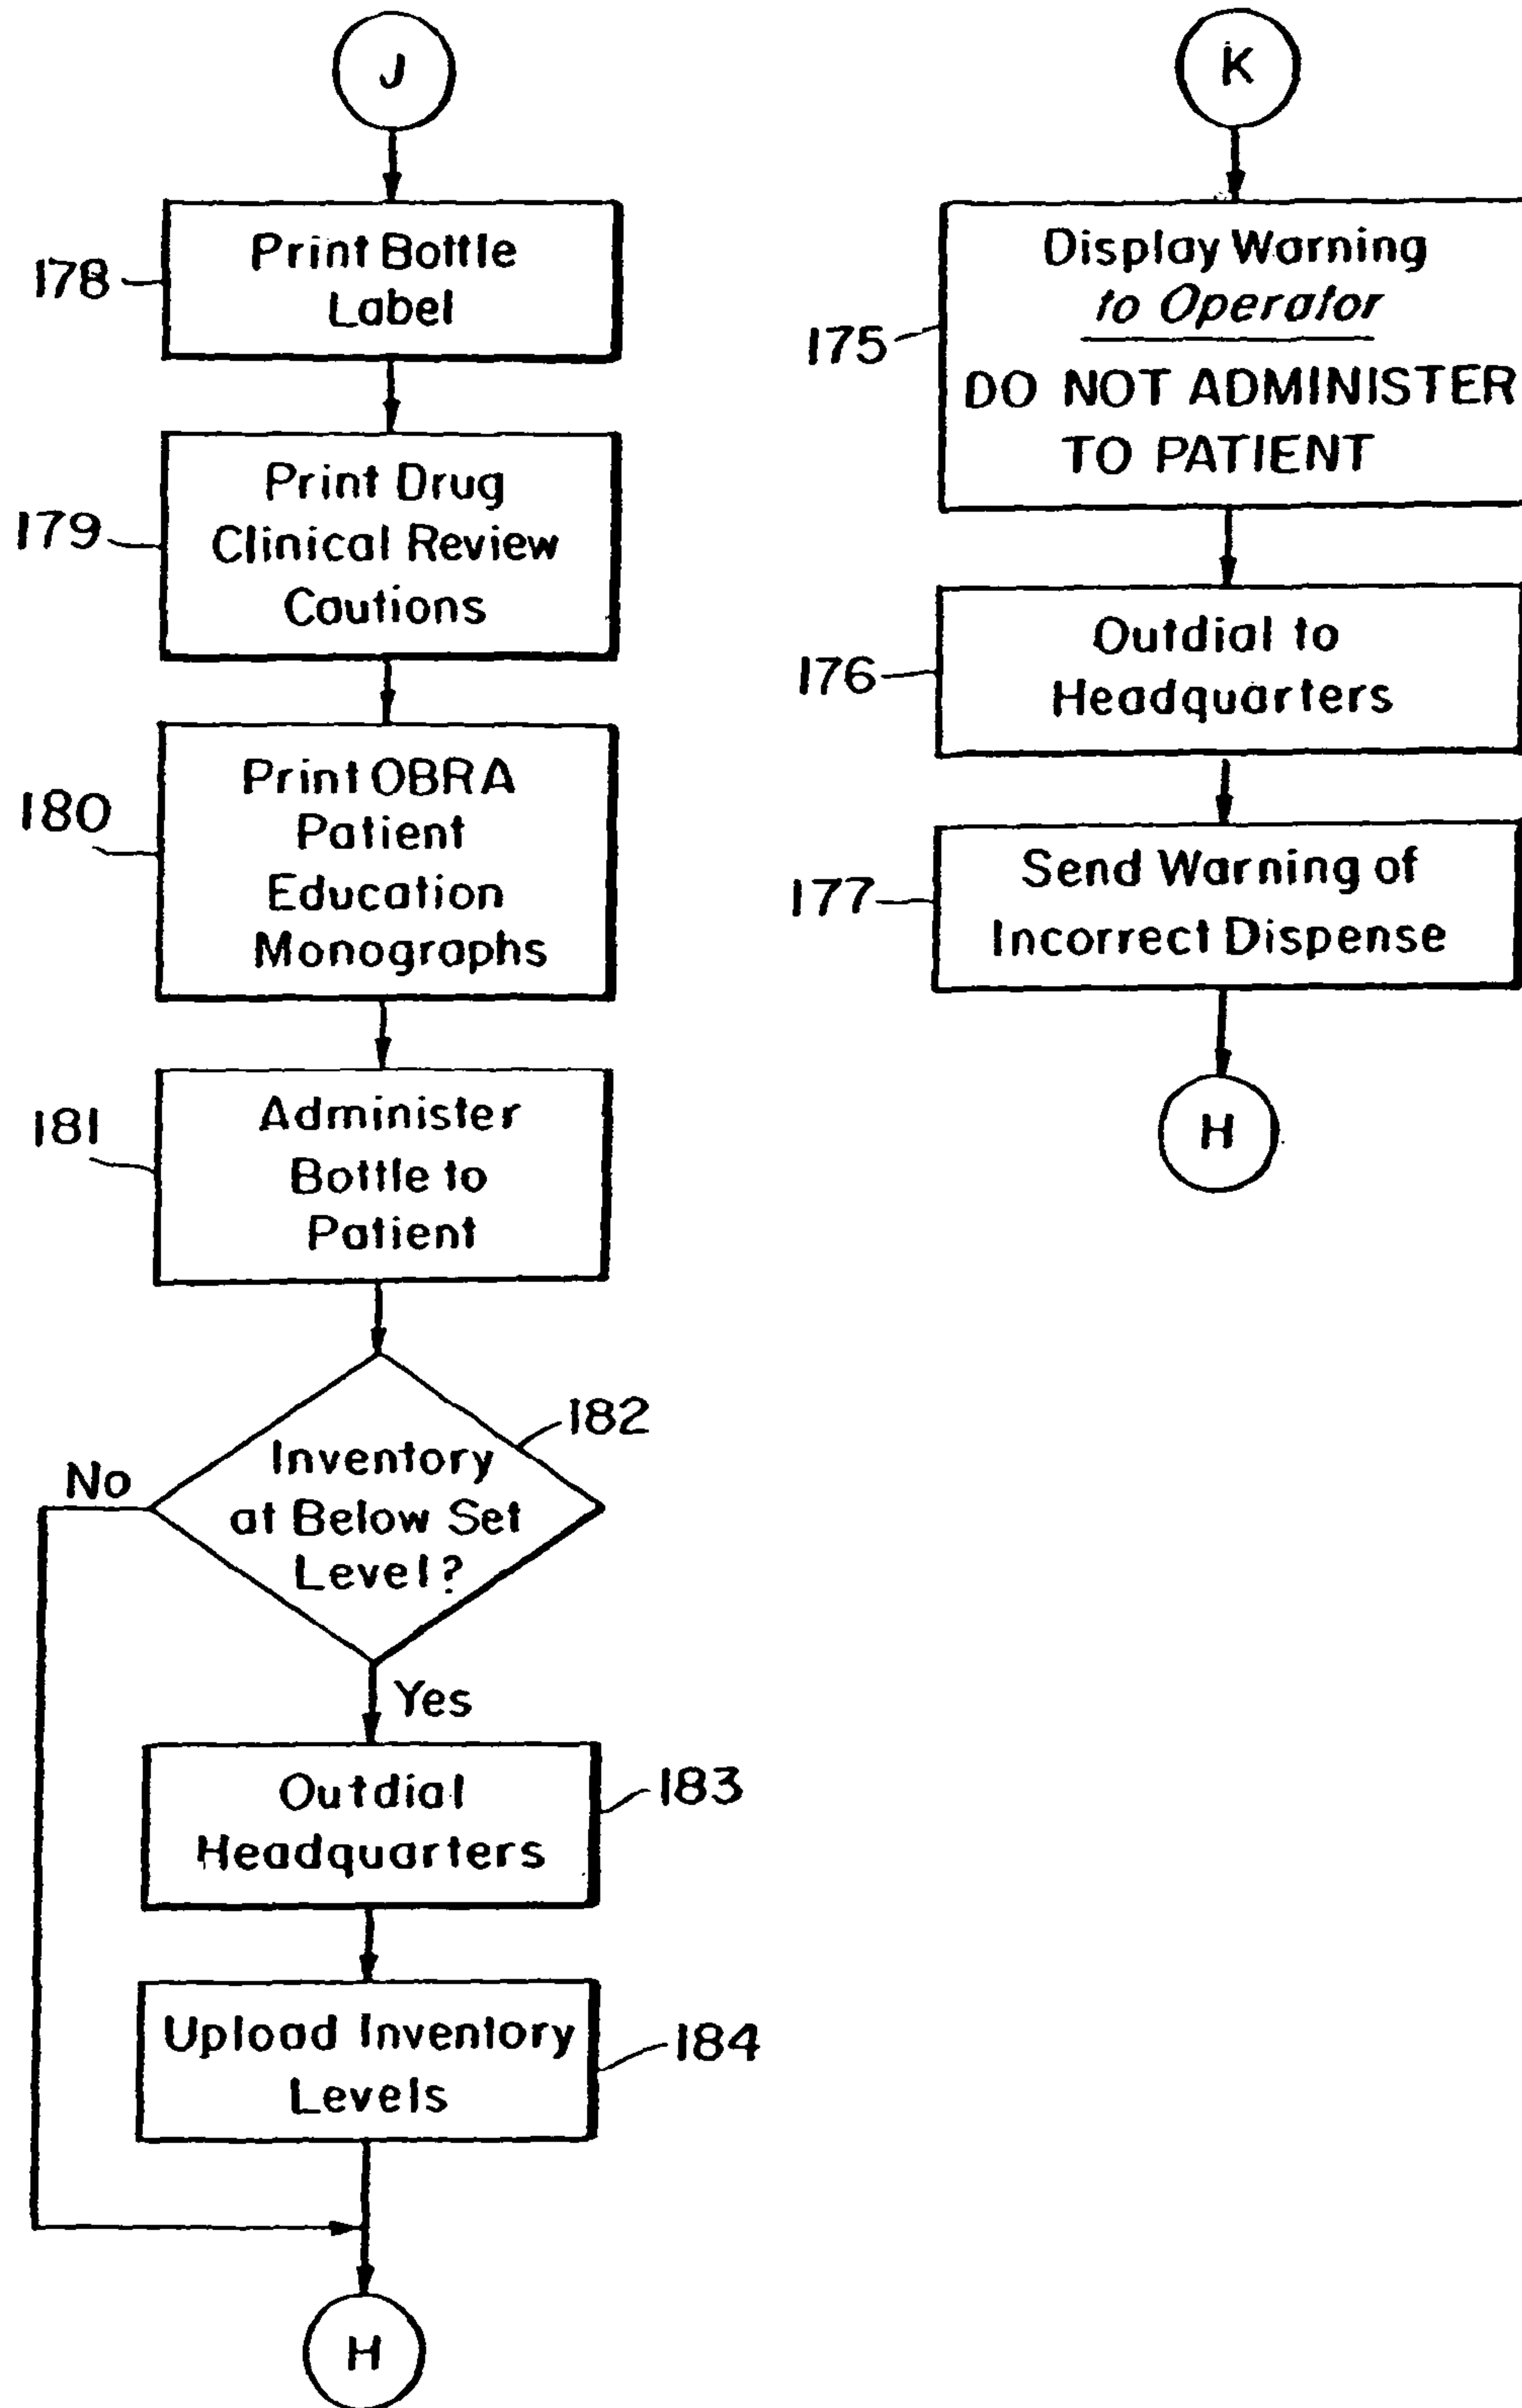 J
178
Print Bottle
Label
179
Print Drug
Clinical Review
Cautions
180
Print OBRA
Patient
Education
Monographs
181
Administer
Bottle to
Patient
182
Inventory
at Below Set
Level?
No
Yes
183
Outdial
Headquarters
184
Upload Inventory
Levels
H
K
175
Display Warning
to Operator
DO NOT ADMINISTER
TO PATIENT
176
Outdial to
Headquarters
177
Send Warning of
Incorrect Dispense
H